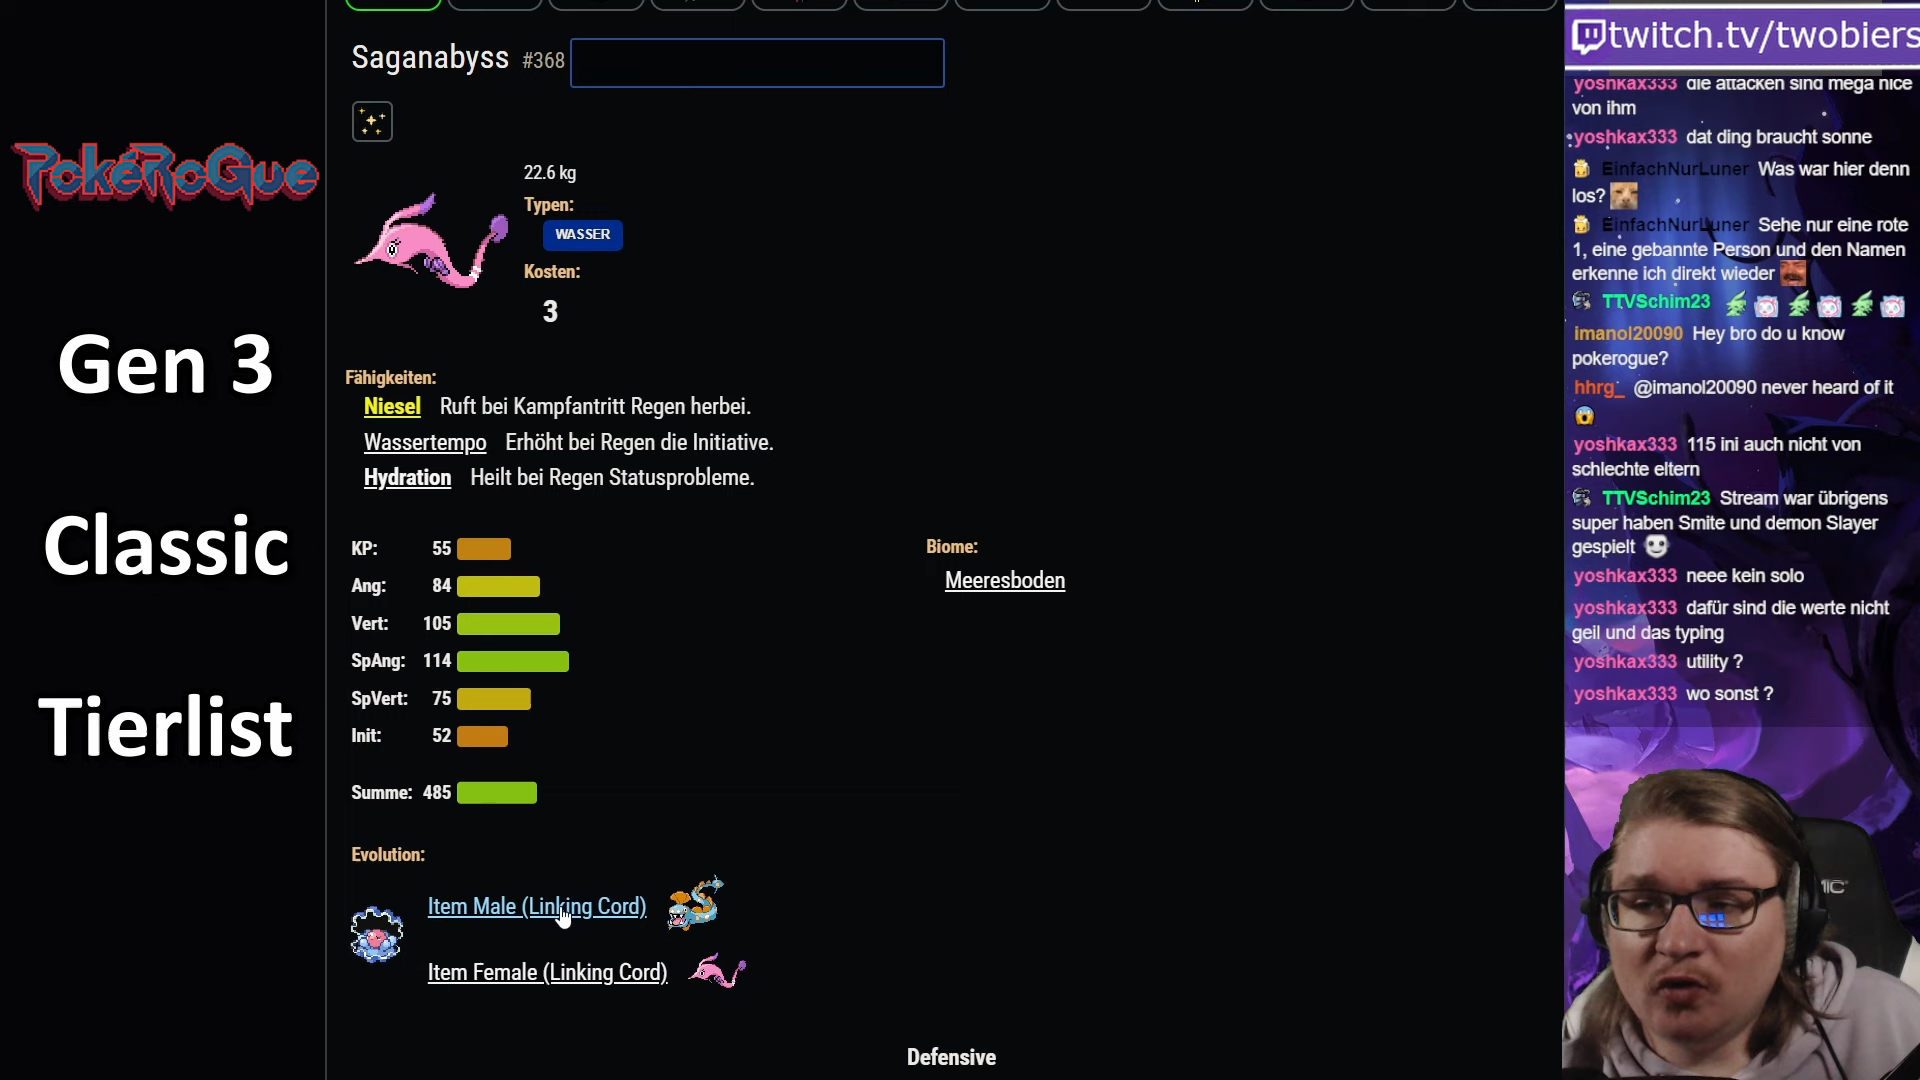 PokéRogue
Gen 3
Classic
Tierlist
Saganabyss #368
22.6 kg
Typen:
WASSER
Kosten:
3
Fähigkeiten:
Niesel Ruft bei Kampfantritt Regen herbei.
Wassertempo Erhöht bei Regen die Initiative.
Hydration Heilt bei Regen Statusprobleme.
KP: 55
Ang: 84
Vert: 105
SpAng: 114
SpVert: 75
Init: 52
Summe: 485
Biome:
Meeresboden
Evolution:
Item Male (Linking Cord)
Item Female (Linking Cord)
Defensive
twitch.tv/twobiers
yoshkax333 die attacken sind mega nice
von ihm
yoshkax333 dat ding braucht sonne
EinfachNurLuner Was war hier denn
los?
EinfachNurLuner Sehe nur eine rote
1, eine gebannte Person und den Namen
erkenne ich direkt wieder
TTVSchim23
imanol20090 Hey bro do u know
pokerogue?
hhrg_ @imanol20090 never heard of it
yoshkax333 115 ini auch nicht von
schlechte eltern
TTVSchim23 Stream war übrigens
super haben Smite und demon Slayer
gespielt
yoshkax333 neee kein solo
yoshkax333 dafür sind die werte nicht
geil und das typing
yoshkax333 utility ?
yoshkax333 wo sonst ?